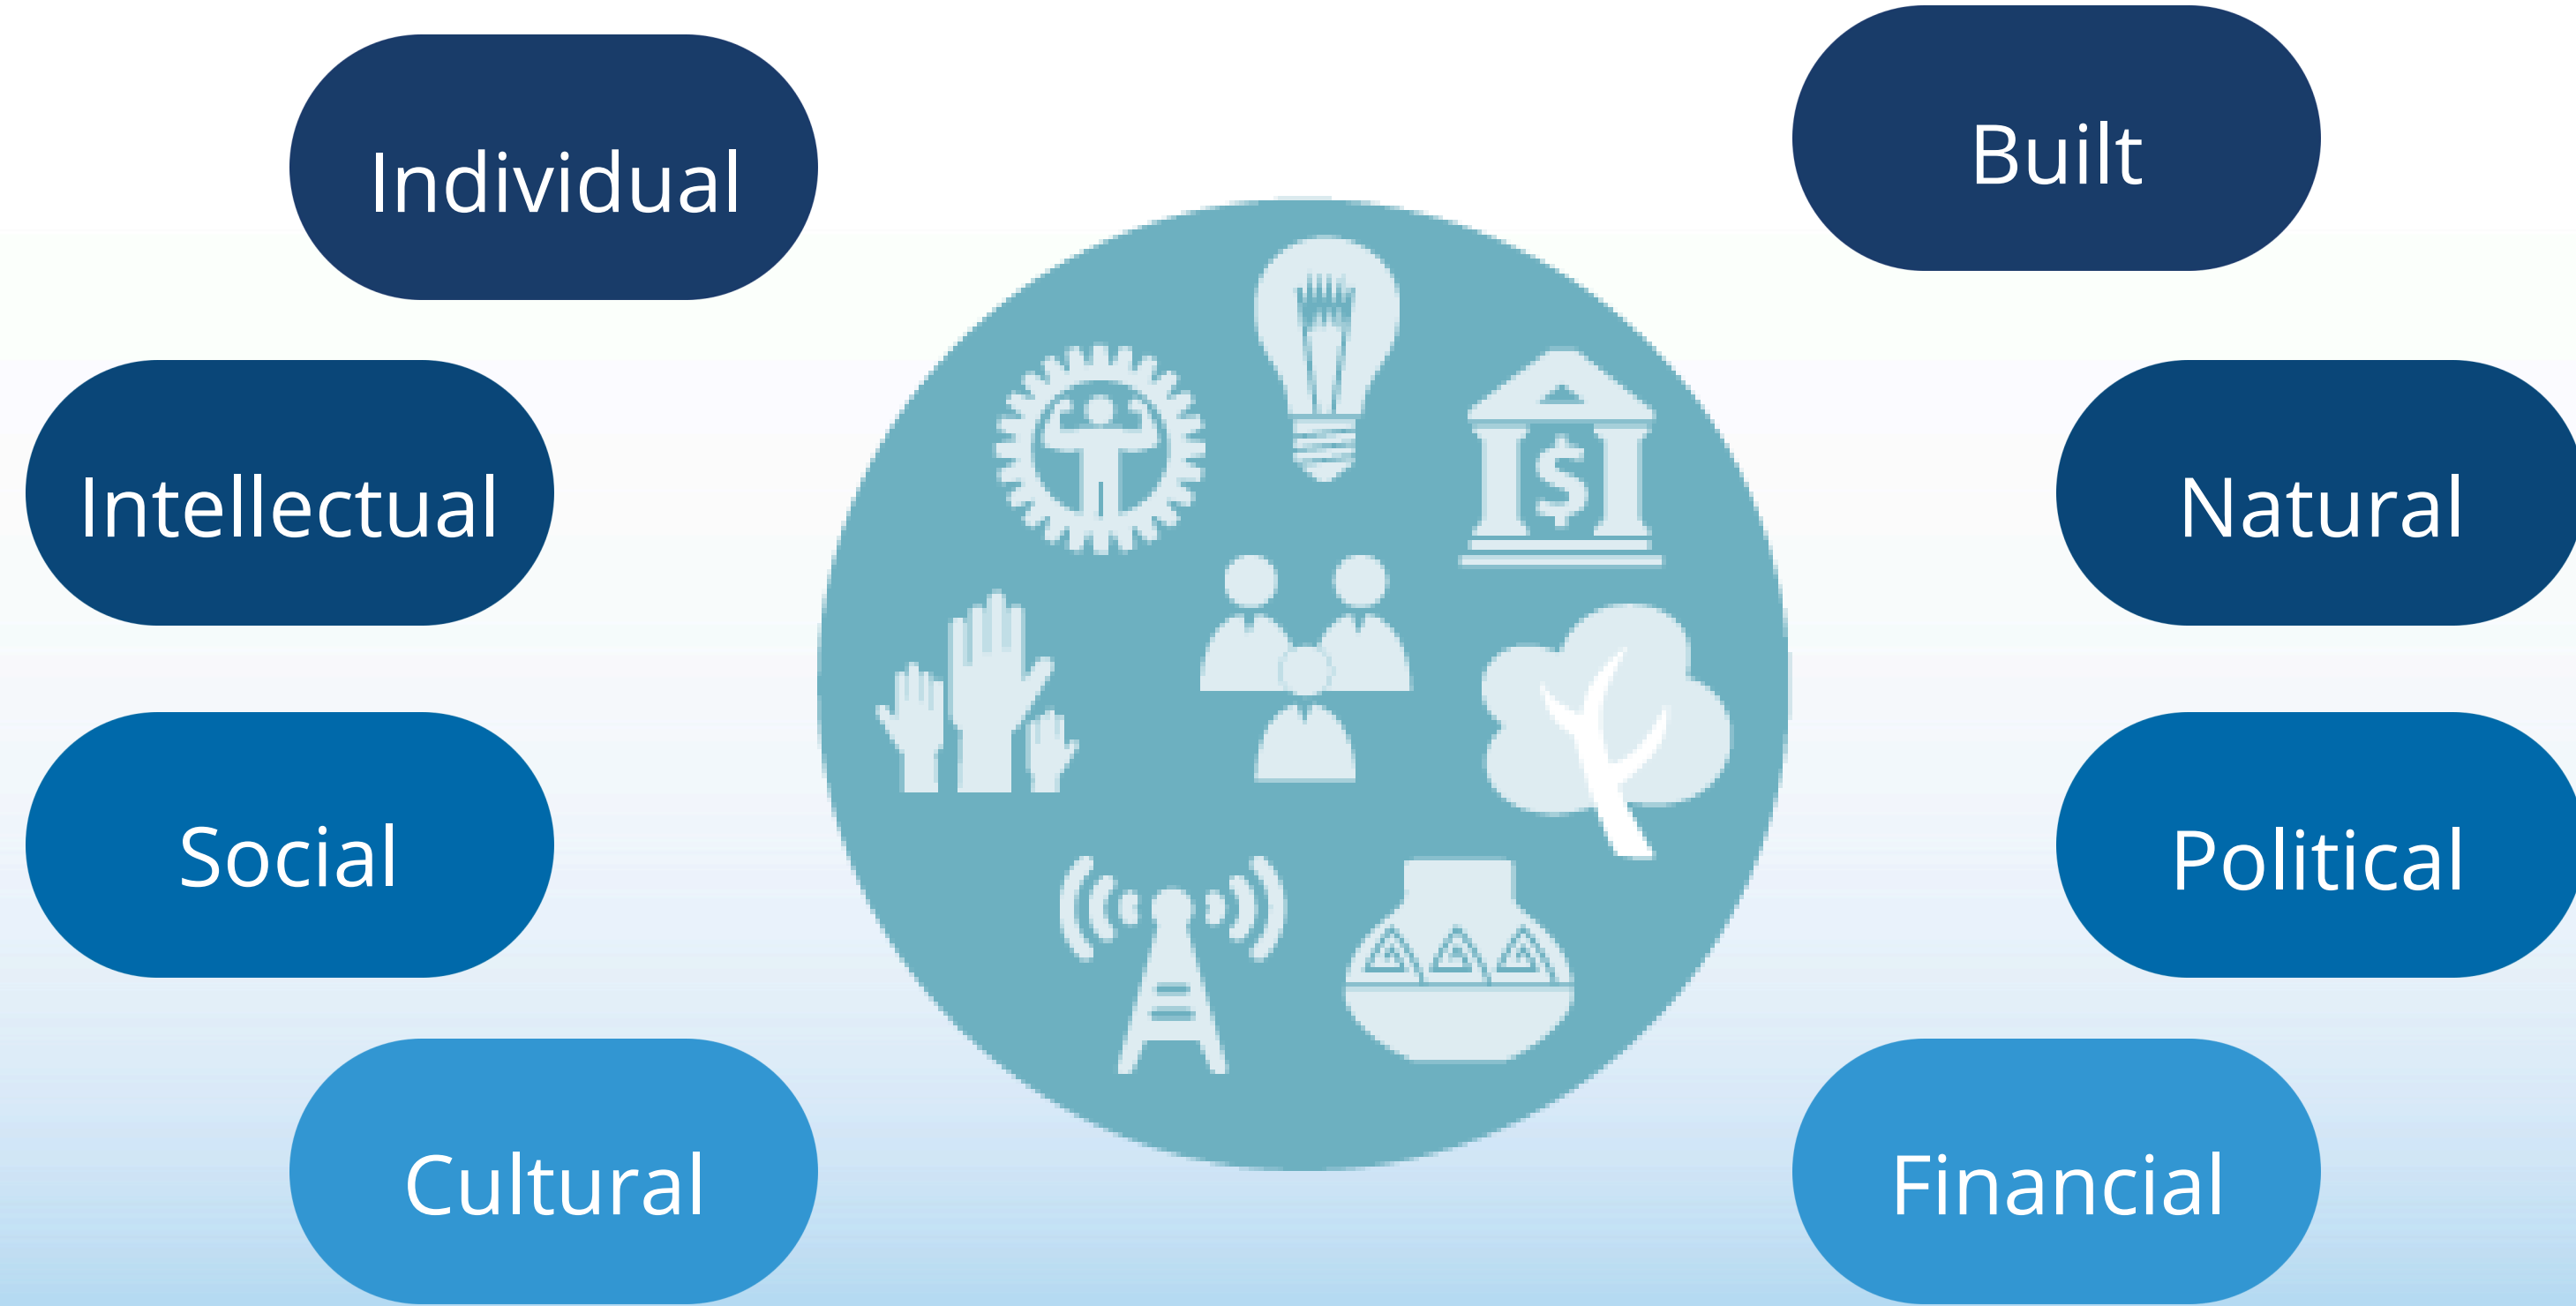 Individual
Intellectual
Social
Cultural
Built
Natural
Political
Financial
$